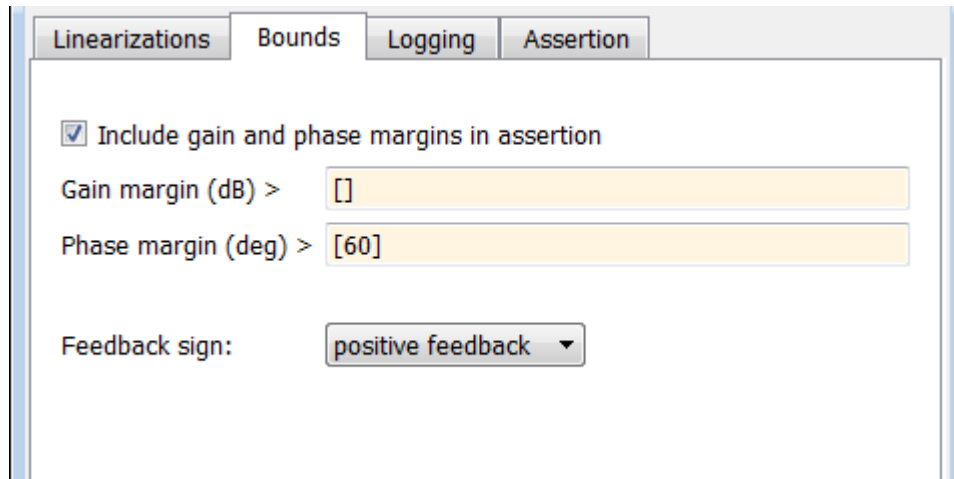 Linearizations Bounds Logging Assertion
Include gain and phase margins in assertion
Gain margin (dB) > []
Phase margin (deg) > [60]
Feedback sign: positive feedback